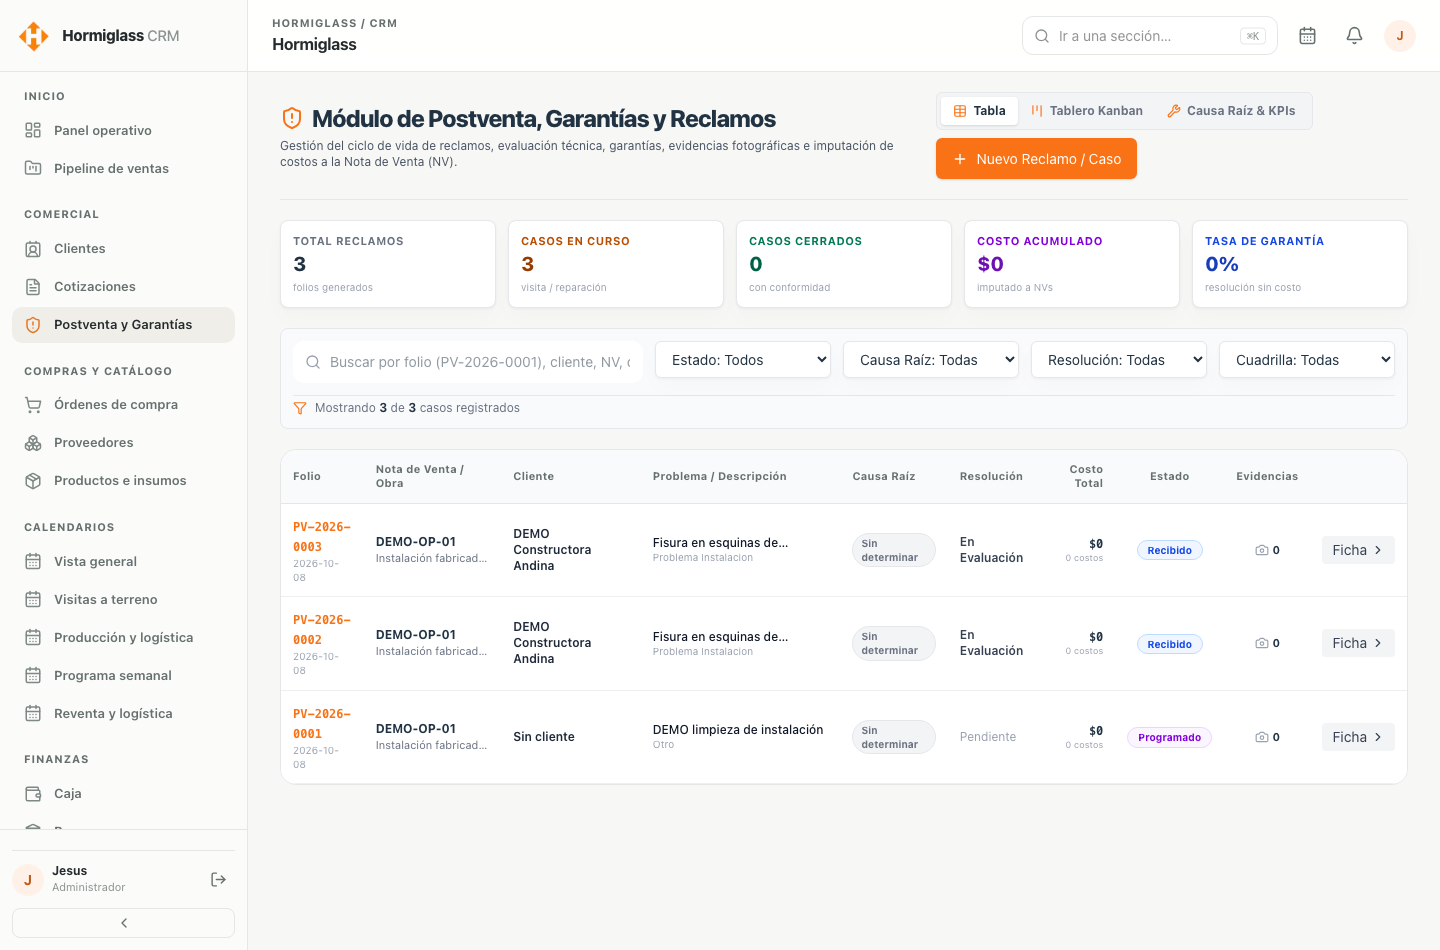 Hormiglass CRM
INICIO
Panel operativo
Pipeline de ventas
COMERCIAL
Clientes
Cotizaciones
Postventa y Garantías
COMPRAS Y CATÁLOGO
Órdenes de compra
Proveedores
Productos e insumos
CALENDARIOS
Vista general
Visitas a terreno
Producción y logística
Programa semanal
Reventa y logística
FINANZAS
Caja
J
Jesus
Administrador
HORMIGLASS / CRM
Hormiglass
Ir a una sección...
⌘K
J
Módulo de Postventa, Garantías y Reclamos
Gestión del ciclo de vida de reclamos, evaluación técnica, garantías, evidencias fotográficas e imputación de
costos a la Nota de Venta (NV).
Tabla
Tablero Kanban
Causa Raíz & KPIs
Nuevo Reclamo / Caso
TOTAL RECLAMOS
3
folios generados
CASOS EN CURSO
3
visita / reparación
CASOS CERRADOS
0
con conformidad
COSTO ACUMULADO
$0
imputado a NVs
TASA DE GARANTÍA
0%
resolución sin costo
Buscar por folio (PV-2026-0001), cliente, NV,
Estado: Todos
Causa Raíz: Todas
Resolución: Todas
Cuadrilla: Todas
Mostrando 3 de 3 casos registrados
Folio
Nota de Venta /
Obra
Cliente
Problema / Descripción
Causa Raíz
Resolución
Costo
Total
Estado
Evidencias
PV-2026-
0003
2026-10-
08
DEMO-OP-01
Instalación fabricad...
DEMO
Constructora
Andina
Fisura en esquinas de...
Problema Instalacion
Sin
determinar
En
Evaluación
$0
0 costos
Recibido
0
Ficha
PV-2026-
0002
2026-10-
08
DEMO-OP-01
Instalación fabricad...
DEMO
Constructora
Andina
Fisura en esquinas de...
Problema Instalacion
Sin
determinar
En
Evaluación
$0
0 costos
Recibido
0
Ficha
PV-2026-
0001
2026-10-
08
DEMO-OP-01
Instalación fabricad...
Sin cliente
DEMO limpieza de instalación
Otro
Sin
determinar
Pendiente
$0
0 costos
Programado
0
Ficha